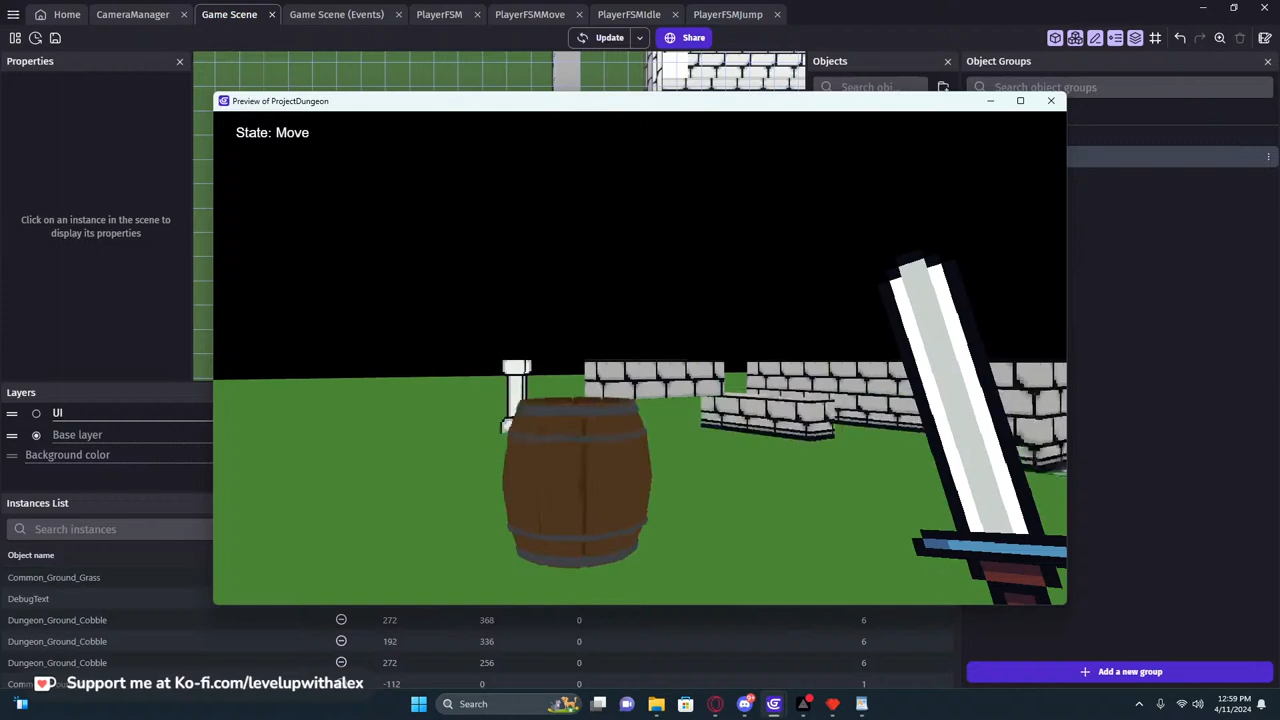 Home
CameraManager
Game Scene
Game Scene (Events)
PlayerFSM
PlayerFSMMove
PlayerFSMIdle
PlayerFSMJump
Update
Share
Objects
Object Groups
Search obj
Search object groups
Preview of ProjectDungeon
State: Move
Click on an instance in the scene to
display its properties
Layers
UI
Base layer
Background color
Instances List
Search instances
Object name
Common_Ground_Grass
DebugText
Dungeon_Ground_Cobble 272 368 0 6
Dungeon_Ground_Cobble 192 336 0 6
Dungeon_Ground_Cobble 272 256 0 6
-112 0 0 1
Support me at Ko-fi.com/levelupwithalex
Add a new group
Search
12:59 PM
4/11/2024